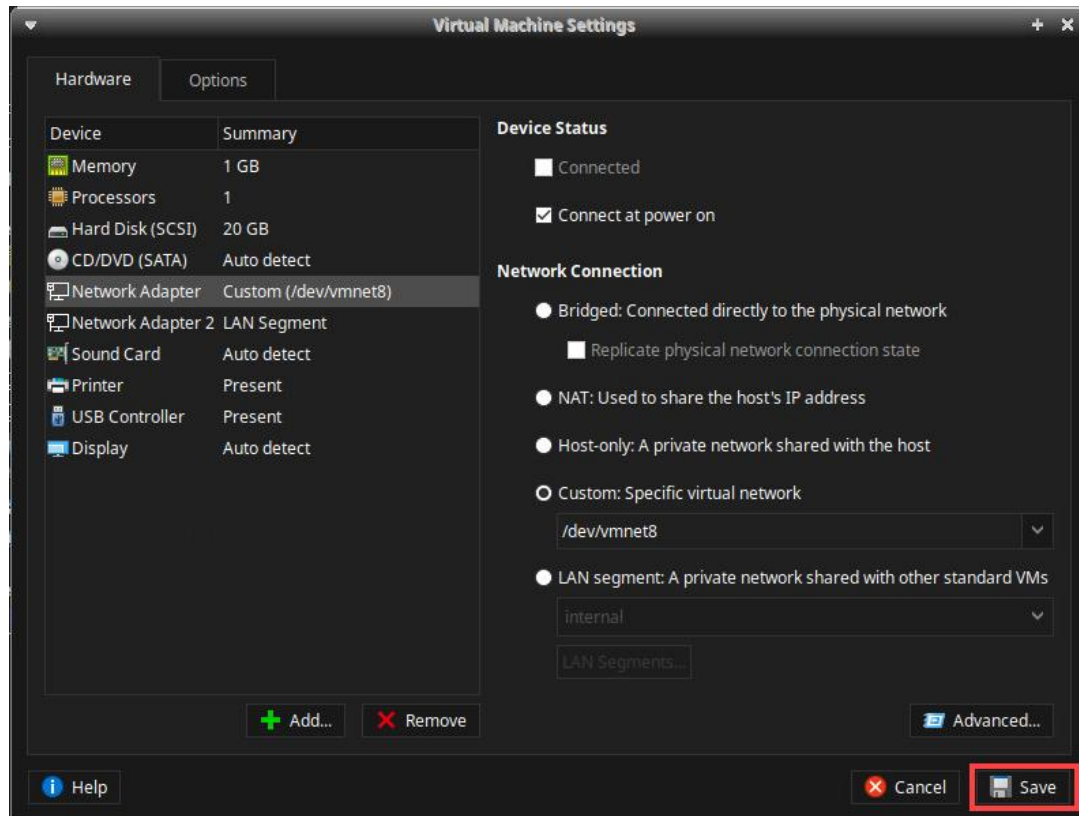 Virtual Machine Settings
Hardware Options
Device Summary
Memory 1 GB
Processors 1
Hard Disk (SCSI) 20 GB
CD/DVD (SATA) Auto detect
Network Adapter Custom (/dev/vmnet8)
Network Adapter 2 LAN Segment
Sound Card Auto detect
Printer Present
USB Controller Present
Display Auto detect
Add... Remove
Device Status
Connected
Connect at power on
Network Connection
Bridged: Connected directly to the physical network
Replicate physical network connection state
NAT: Used to share the host's IP address
Host-only: A private network shared with the host
Custom: Specific virtual network
/dev/vmnet8
LAN segment: A private network shared with other standard VMs
internal
LAN Segments...
Advanced...
Help Cancel Save